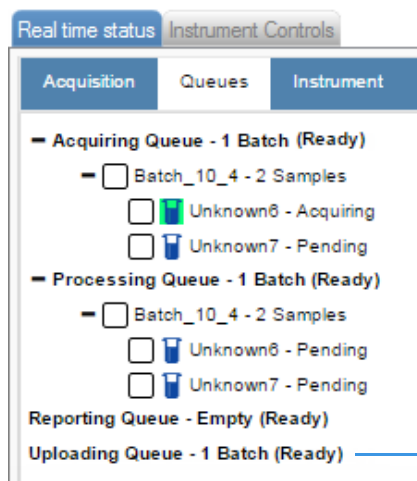 Real time status Instrument Controls
Acquisition Queues Instrument
– Acquiring Queue - 1 Batch (Ready)
– Batch_10_4 - 2 Samples
Unknown6 - Acquiring
Unknown7 - Pending
– Processing Queue - 1 Batch (Ready)
– Batch_10_4 - 2 Samples
Unknown6 - Pending
Unknown7 - Pending
Reporting Queue - Empty (Ready)
Uploading Queue - 1 Batch (Ready)